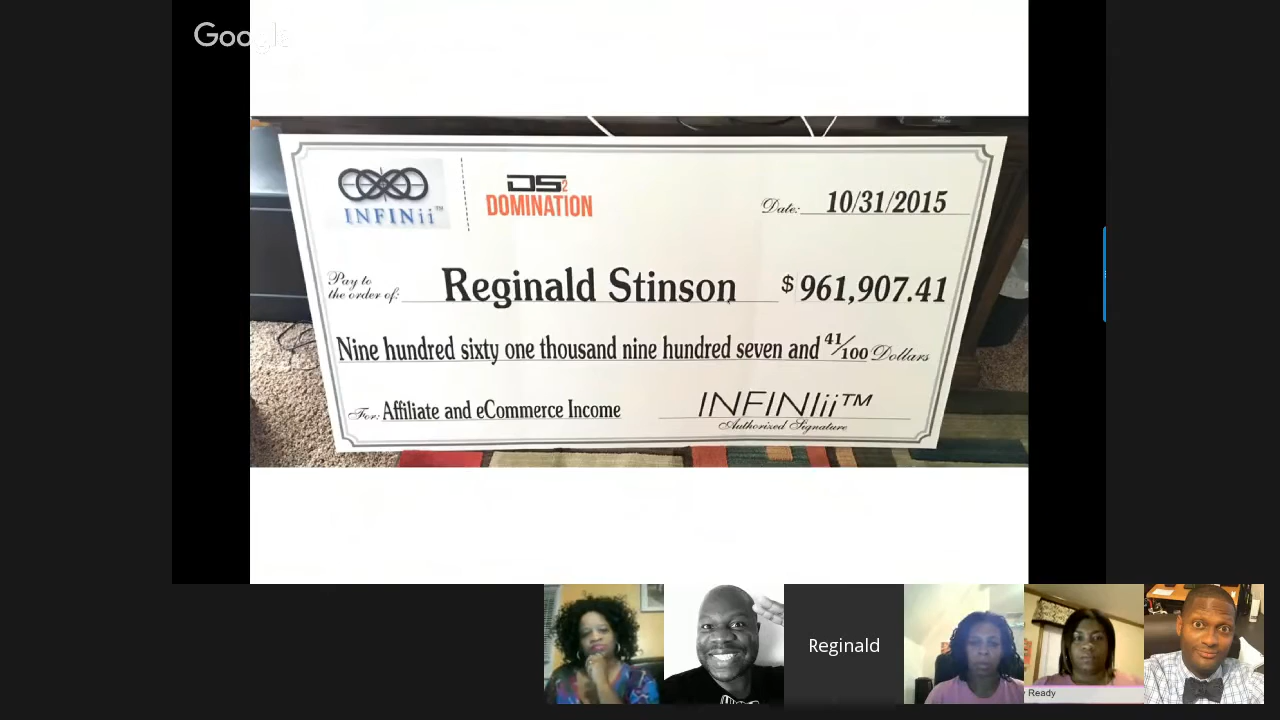 Google
INFINii™
DS2
DOMINATION
Date: 10/31/2015
Pay to
the order of: Reginald Stinson $ 961,907.41
Nine hundred sixty one thousand nine hundred seven and 41/100 Dollars
For: Affiliate and eCommerce Income INFINIii™
Authorized Signature
Reginald
Ready